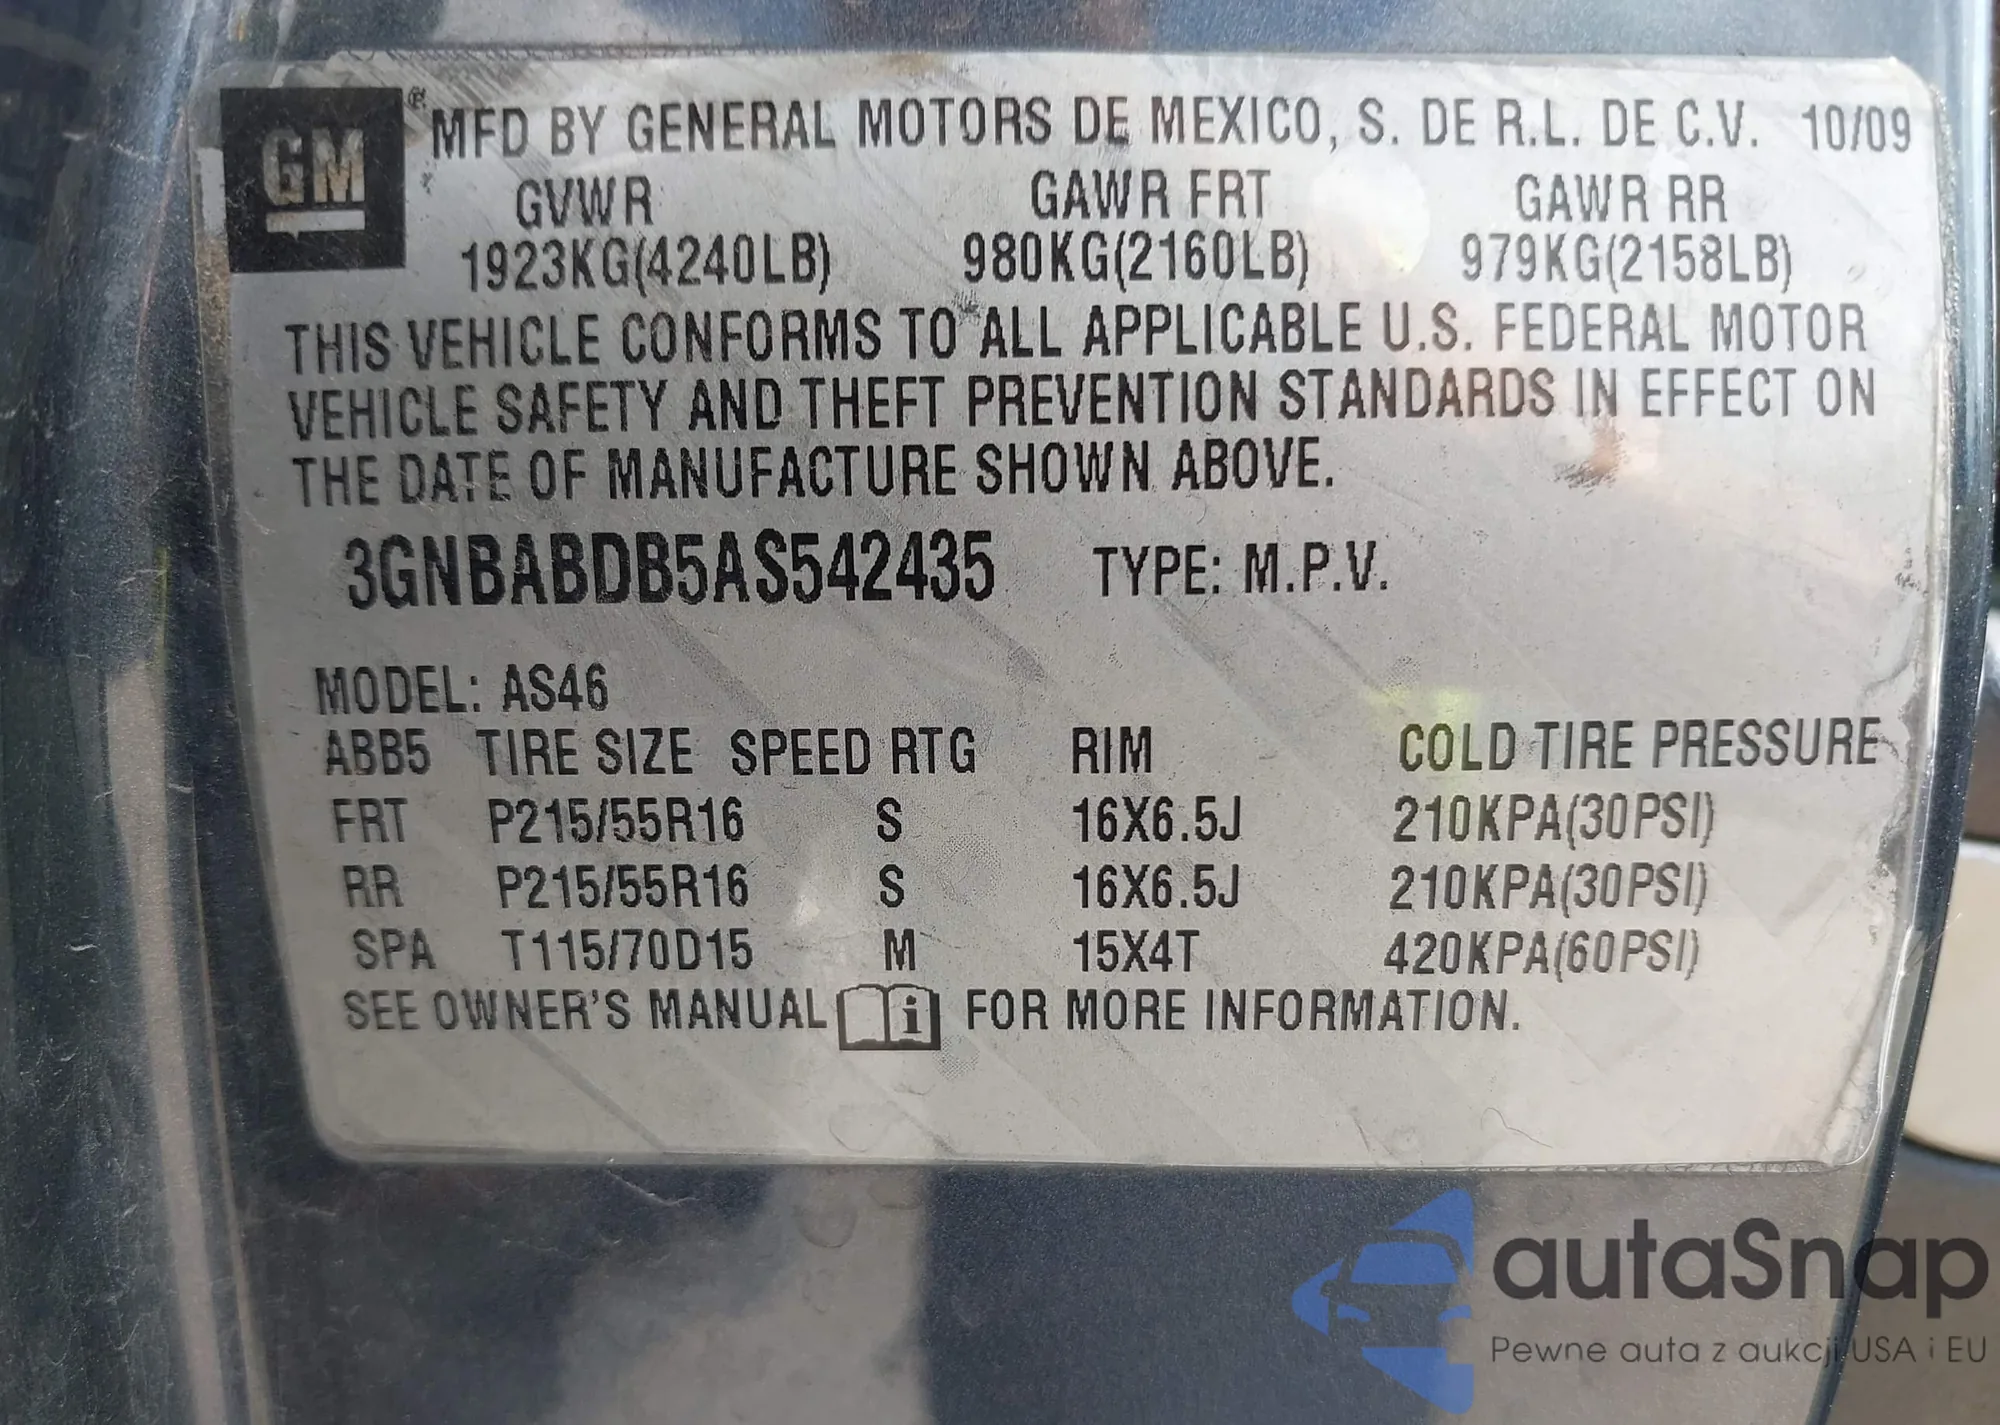 GM® MFD BY GENERAL MOTORS DE MEXICO, S. DE R.L. DE C.V. 10/09
GVWR GAWR FRT GAWR RR
1923KG(4240LB) 980KG(2160LB) 979KG(2158LB)
THIS VEHICLE CONFORMS TO ALL APPLICABLE U.S. FEDERAL MOTOR
VEHICLE SAFETY AND THEFT PREVENTION STANDARDS IN EFFECT ON
THE DATE OF MANUFACTURE SHOWN ABOVE.
3GNBABDB5AS542435 TYPE: M.P.V.
MODEL: AS46
ABB5 TIRE SIZE SPEED RTG RIM COLD TIRE PRESSURE
FRT P215/55R16 S 16X6.5J 210KPA(30PSI)
RR P215/55R16 S 16X6.5J 210KPA(30PSI)
SPA T115/70D15 M 15X4T 420KPA(60PSI)
SEE OWNER'S MANUAL i FOR MORE INFORMATION.
autaSnap
Pewne auta z aukcji USA i EU